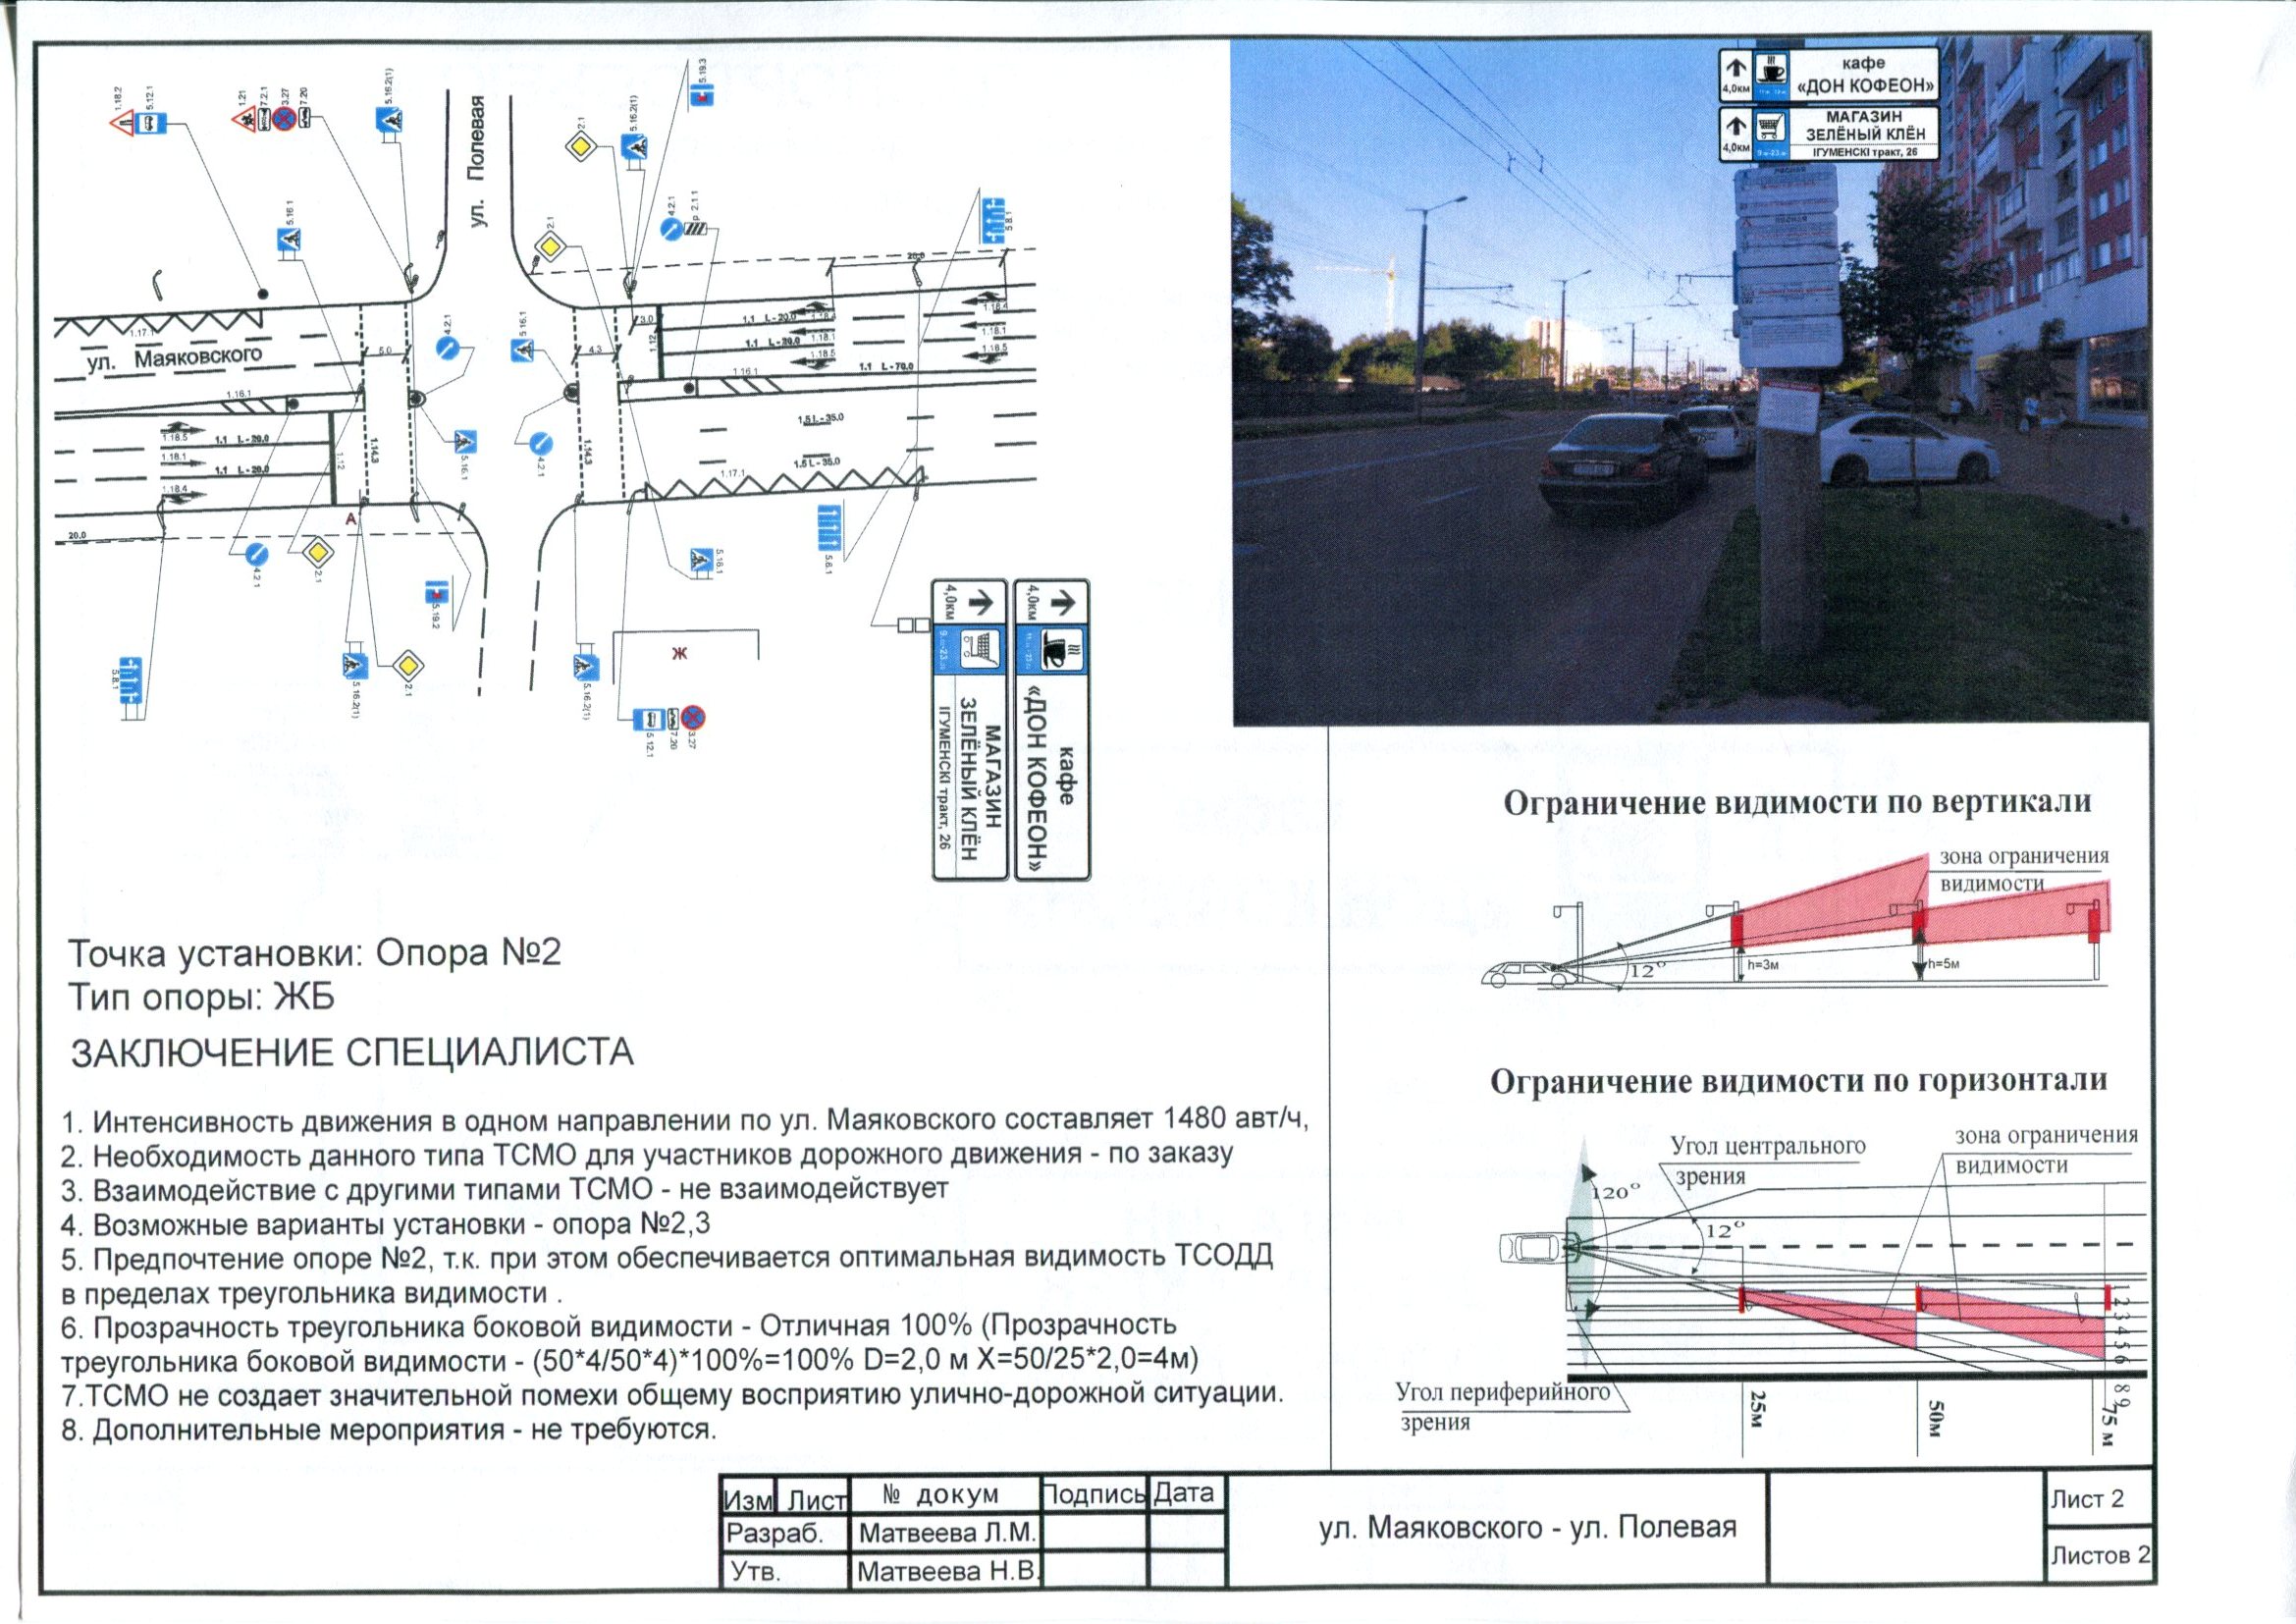 1.18.2
5.12.1
1.21
7.2.1
3.27
7.20
5.16.2(1)
ул. Полевая
2.1
5.16.2(1)
5.19.3
5.16.1
2.1
4.2.1
р 2.11
5.8.1
20.0
1.17.1
ул. Маяковского
5.0
4.2.1
5.16.1
4.3
3.0
1.12
1.1 L-20.0
1.18.4
1.18.4
1.18.1
1.1 L-20.0
1.18.5
1.18.5
1.1 L-70.0
1.16.1
1.16.1
1.5 L-35.0
1.18.5
1.1 L-20.0
1.18.1
1.1 L-20.0
1.18.4
1.12
1.14.3
5.16.1
4.2.1
1.14.3
1.17.1
1.5 L-35.0
А
20.0
4.2.1
2.1
5.19.2
5.16.1
5.8.1
5.16.2(1)
2.1
5.16.2(1)
Ж
5.12.1
7.20
3.27
4,0км
МАГАЗИН
ЗЕЛЁНЫЙ КЛЁН
ІГУМЕНСКІ тракт, 26
4,0км
кафе
«ДОН КОФЕОН»
4,0км
кафе
«ДОН КОФЕОН»
4,0км
МАГАЗИН
ЗЕЛЁНЫЙ КЛЁН
ІГУМЕНСКІ тракт, 26
Ограничение видимости по вертикали
зона ограничения
видимости
12°
h=3м
h=5м
Ограничение видимости по горизонтали
Угол центрального
зрения
зона ограничения
видимости
120°
12°
Угол периферийного
зрения
25м
50м
75 м
1 2 3 4 5 6
8 9
Точка установки: Опора №2
Тип опоры: ЖБ
ЗАКЛЮЧЕНИЕ СПЕЦИАЛИСТА
1. Интенсивность движения в одном направлении по ул. Маяковского составляет 1480 авт/ч,
2. Необходимость данного типа ТСМО для участников дорожного движения - по заказу
3. Взаимодействие с другими типами ТСМО - не взаимодействует
4. Возможные варианты установки - опора №2,3
5. Предпочтение опоре №2, т.к. при этом обеспечивается оптимальная видимость ТСОДД
в пределах треугольника видимости .
6. Прозрачность треугольника боковой видимости - Отличная 100% (Прозрачность
треугольника боковой видимости - (50*4/50*4)*100%=100% D=2,0 м X=50/25*2,0=4м)
7.ТСМО не создает значительной помехи общему восприятию улично-дорожной ситуации.
8. Дополнительные мероприятия - не требуются.
Изм Лист № докум Подпись Дата
Разраб. Матвеева Л.М.
Утв. Матвеева Н.В.
ул. Маяковского - ул. Полевая
Лист 2
Листов 2